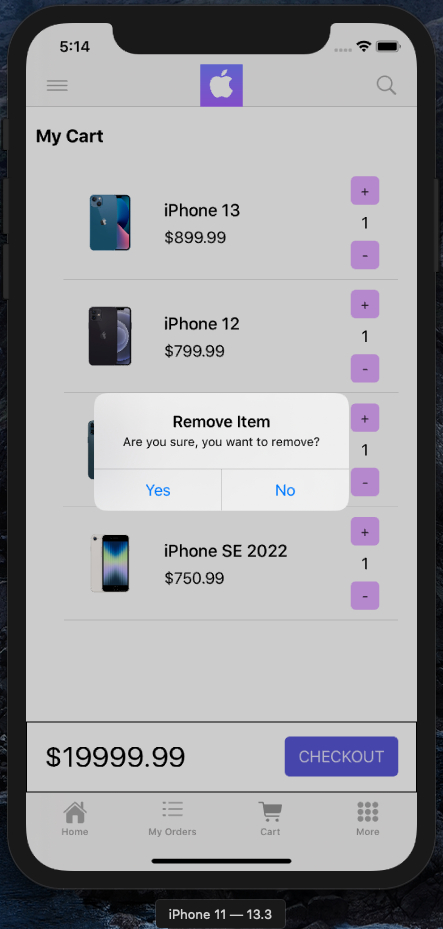 5:14
My Cart
iPhone 13
$899.99
+
1
-
iPhone 12
$799.99
+
1
-
Remove Item
Are you sure, you want to remove?
Yes
No
+
1
-
iPhone SE 2022
$750.99
+
1
-
$19999.99
CHECKOUT
Home
My Orders
Cart
More
iPhone 11 — 13.3